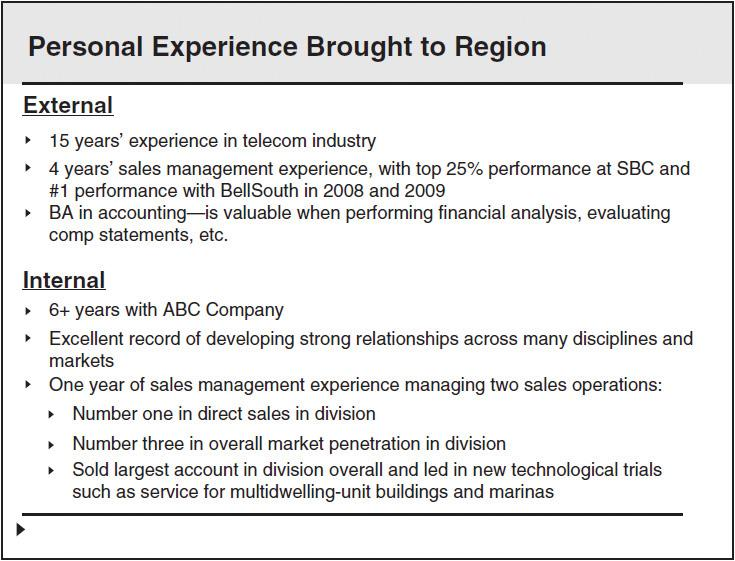 Personal Experience Brought to Region
External
15 years’ experience in telecom industry
4 years’ sales management experience, with top 25% performance at SBC and
#1 performance with BellSouth in 2008 and 2009
BA in accounting—is valuable when performing financial analysis, evaluating
comp statements, etc.
Internal
6+ years with ABC Company
Excellent record of developing strong relationships across many disciplines and
markets
One year of sales management experience managing two sales operations:
Number one in direct sales in division
Number three in overall market penetration in division
Sold largest account in division overall and led in new technological trials
such as service for multidwelling-unit buildings and marinas